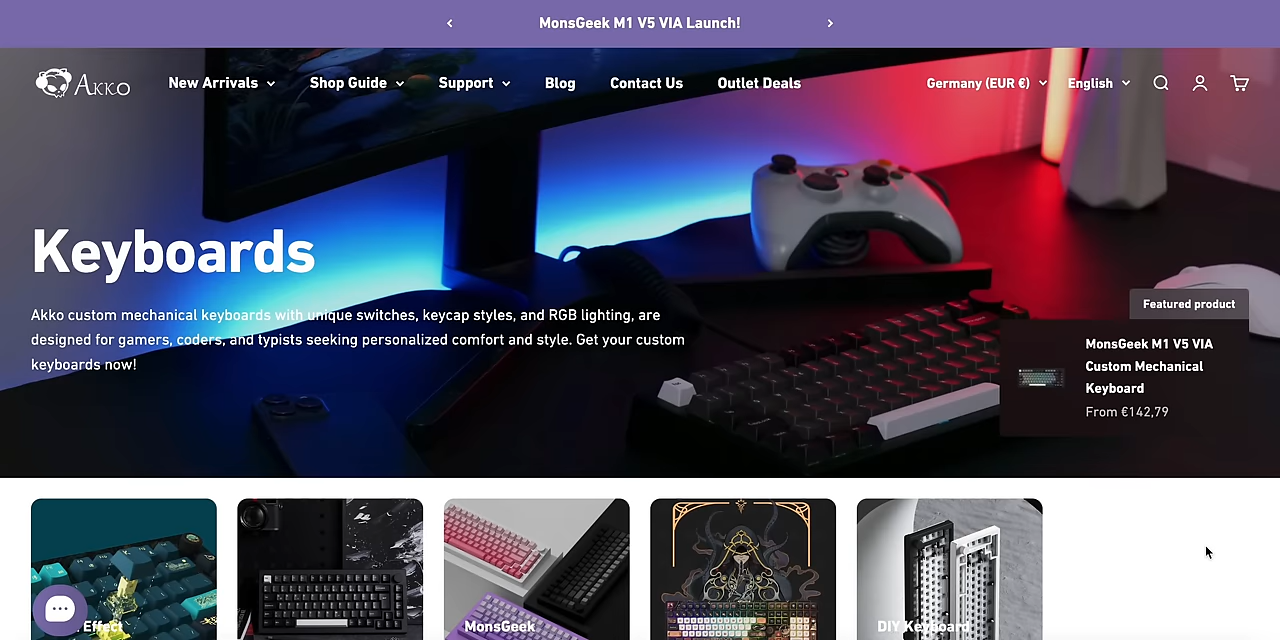 MonsGeek M1 V5 VIA Launch!
AKKO
New Arrivals
Shop Guide
Support
Blog
Contact Us
Outlet Deals
Germany (EUR €)
English
Keyboards
Akko custom mechanical keyboards with unique switches, keycap styles, and RGB lighting, are
designed for gamers, coders, and typists seeking personalized comfort and style. Get your custom
keyboards now!
Featured product
MonsGeek M1 V5 VIA
Custom Mechanical
Keyboard
From €142,79
Effect
MonsGeek
DIY Keyboard